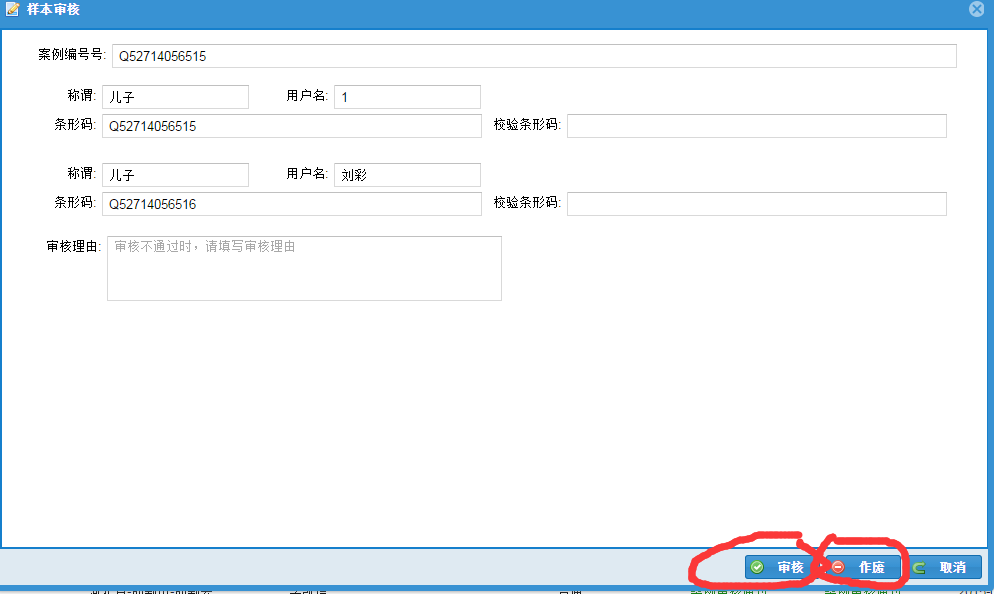 样本审核
案例编号号: Q52714056515
称谓: 儿子 用户名: 1
条形码: Q52714056515 校验条形码:
称谓: 儿子 用户名: 刘彩
条形码: Q52714056516 校验条形码:
审核理由: 审核不通过时，请填写审核理由
审核 作废 取消